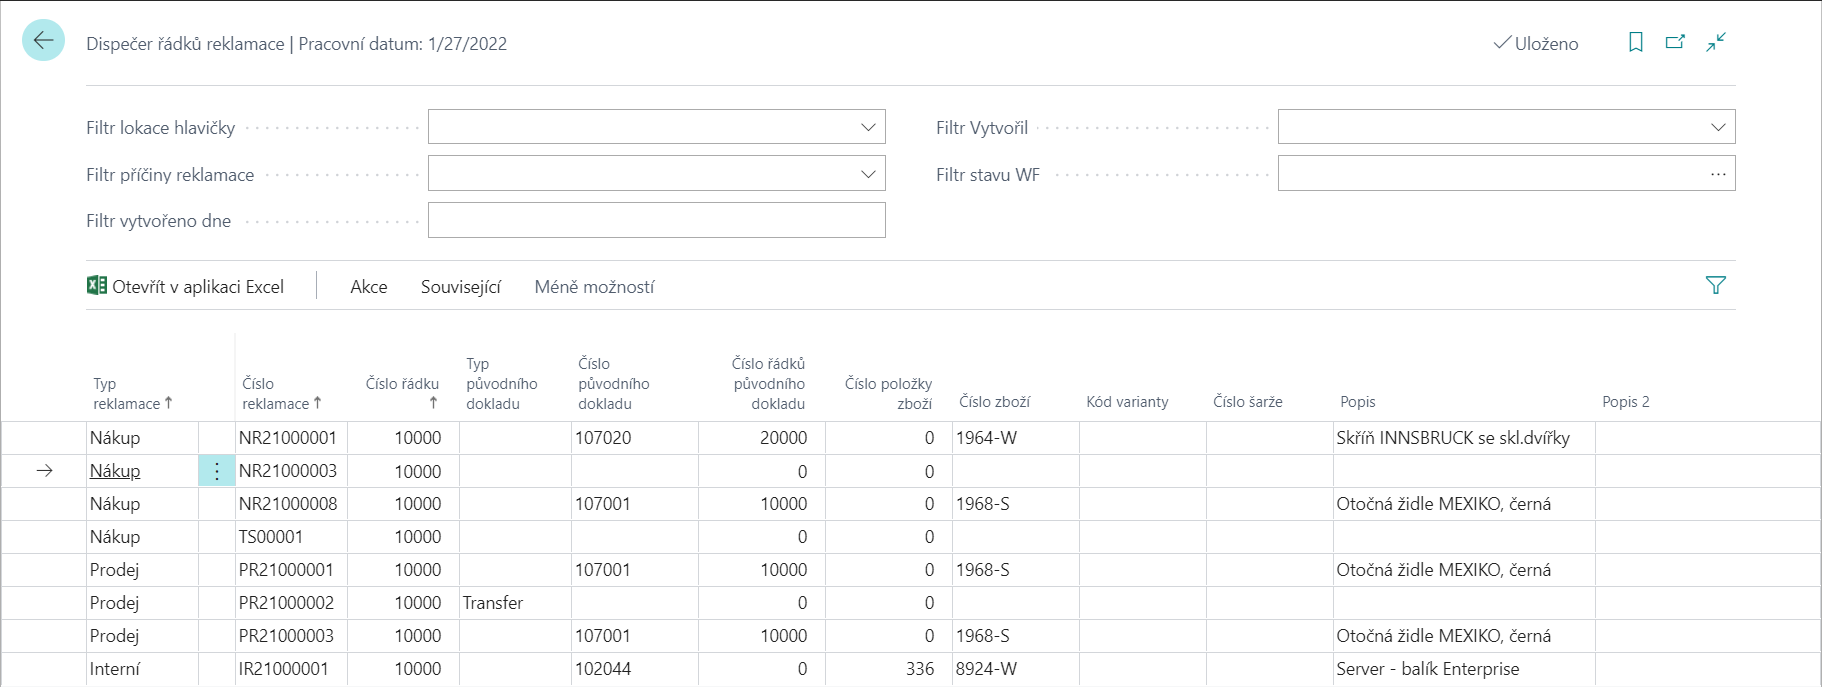 Dispečer řádků reklamace | Pracovní datum: 1/27/2022
Uloženo
Filtr lokace hlavičky
Filtr Vytvořil
Filtr příčiny reklamace
Filtr stavu WF
Filtr vytvořeno dne
Otevřít v aplikaci Excel Akce Související Méně možností
Typ reklamace ↑ Číslo reklamace ↑ Číslo řádku ↑ Typ původního dokladu Číslo původního dokladu Číslo řádků původního dokladu Číslo položky zboží Číslo zboží Kód varianty Číslo šarže Popis Popis 2
Nákup NR21000001 10000 107020 20000 0 1964-W Skříň INNSBRUCK se skl.dvířky
Nákup NR21000003 10000 0 0
Nákup NR21000008 10000 107001 10000 0 1968-S Otočná židle MEXIKO, černá
Nákup TS00001 10000 0 0
Prodej PR21000001 10000 107001 10000 0 1968-S Otočná židle MEXIKO, černá
Prodej PR21000002 10000 Transfer 0 0
Prodej PR21000003 10000 107001 10000 0 1968-S Otočná židle MEXIKO, černá
Interní IR21000001 10000 102044 0 336 8924-W Server - balík Enterprise